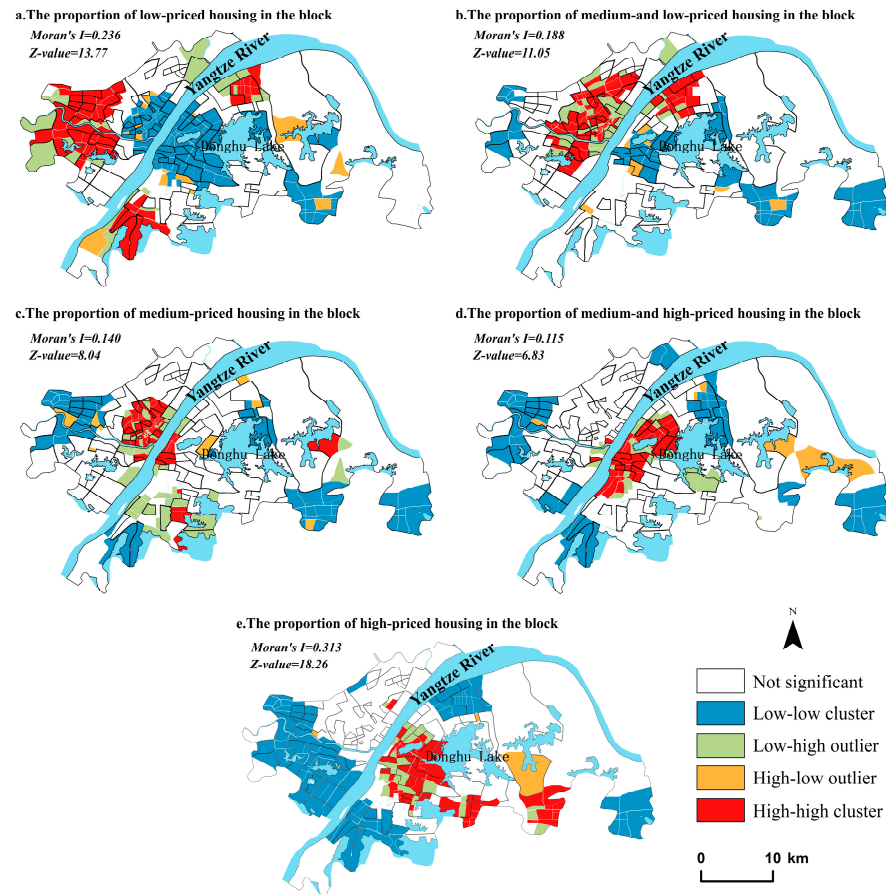 a.The proportion of low-priced housing in the block
Moran's I=0.236
Z-value=13.77
Yangtze River
Donghu Lake
b.The proportion of medium-and low-priced housing in the block
Moran's I=0.188
Z-value=11.05
Yangtze River
Donghu Lake
c.The proportion of medium-priced housing in the block
Moran's I=0.140
Z-value=8.04
Yangtze River
Donghu Lake
d.The proportion of medium-and high-priced housing in the block
Moran's I=0.115
Z-value=6.83
Yangtze River
Donghu Lake
e.The proportion of high-priced housing in the block
Moran's I=0.313
Z-value=18.26
Yangtze River
Donghu Lake
N
Not significant
Low-low cluster
Low-high outlier
High-low outlier
High-high cluster
0 10 km